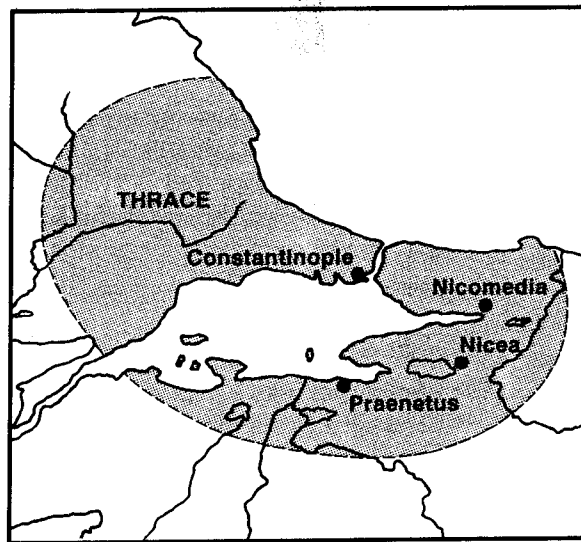 THRACE
Constantinople
Nicomedia
Nicea
Praenetus